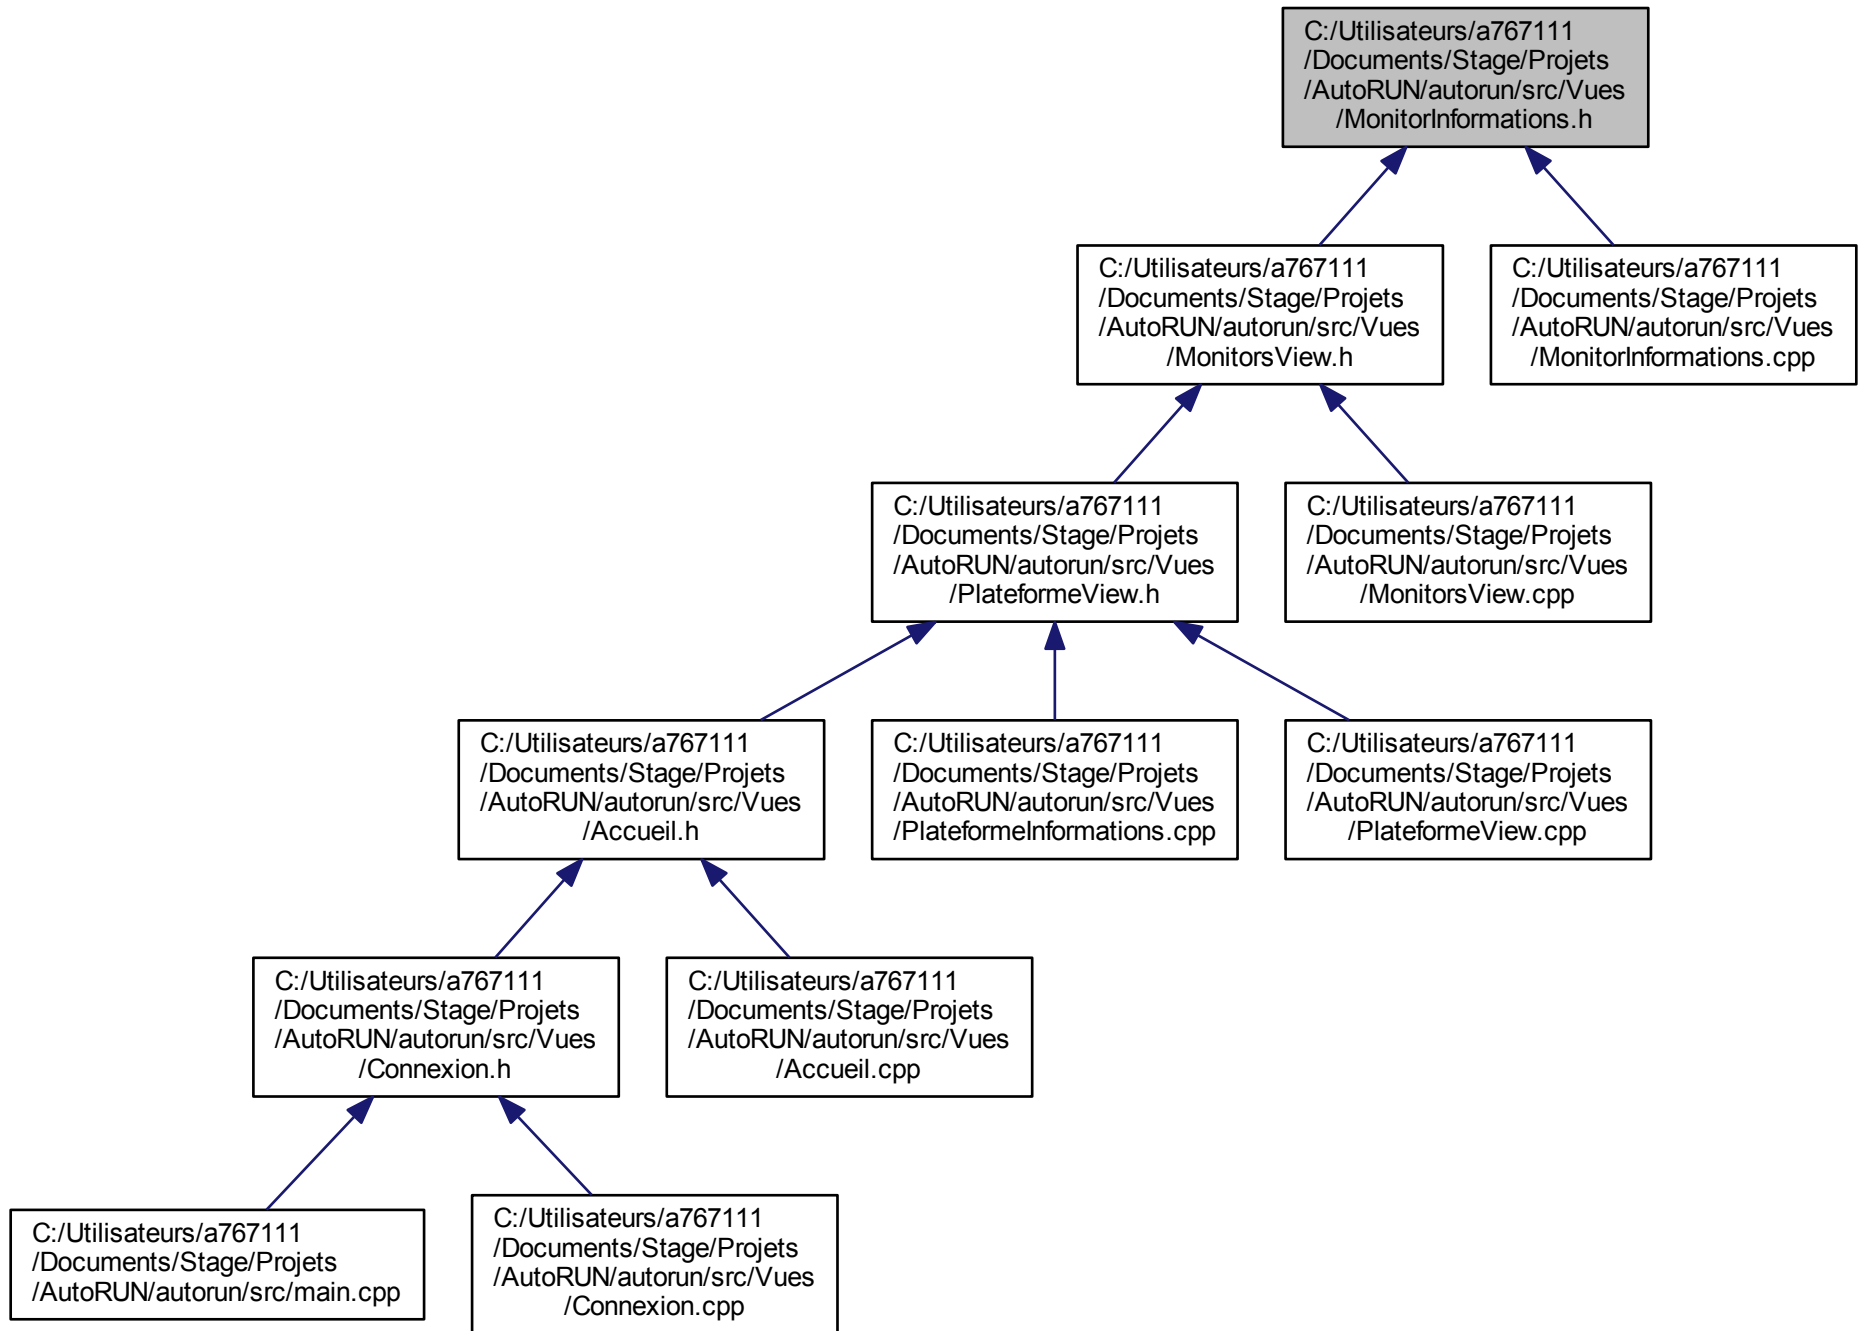 C:/Utilisateurs/a767111
/Documents/Stage/Projets
/AutoRUN/autorun/src/Vues
/MonitorInformations.h
C:/Utilisateurs/a767111
/Documents/Stage/Projets
/AutoRUN/autorun/src/Vues
/MonitorsView.h
C:/Utilisateurs/a767111
/Documents/Stage/Projets
/AutoRUN/autorun/src/Vues
/MonitorInformations.cpp
C:/Utilisateurs/a767111
/Documents/Stage/Projets
/AutoRUN/autorun/src/Vues
/PlateformeView.h
C:/Utilisateurs/a767111
/Documents/Stage/Projets
/AutoRUN/autorun/src/Vues
/MonitorsView.cpp
C:/Utilisateurs/a767111
/Documents/Stage/Projets
/AutoRUN/autorun/src/Vues
/Accueil.h
C:/Utilisateurs/a767111
/Documents/Stage/Projets
/AutoRUN/autorun/src/Vues
/PlateformeInformations.cpp
C:/Utilisateurs/a767111
/Documents/Stage/Projets
/AutoRUN/autorun/src/Vues
/PlateformeView.cpp
C:/Utilisateurs/a767111
/Documents/Stage/Projets
/AutoRUN/autorun/src/Vues
/Connexion.h
C:/Utilisateurs/a767111
/Documents/Stage/Projets
/AutoRUN/autorun/src/Vues
/Accueil.cpp
C:/Utilisateurs/a767111
/Documents/Stage/Projets
/AutoRUN/autorun/src/main.cpp
C:/Utilisateurs/a767111
/Documents/Stage/Projets
/AutoRUN/autorun/src/Vues
/Connexion.cpp